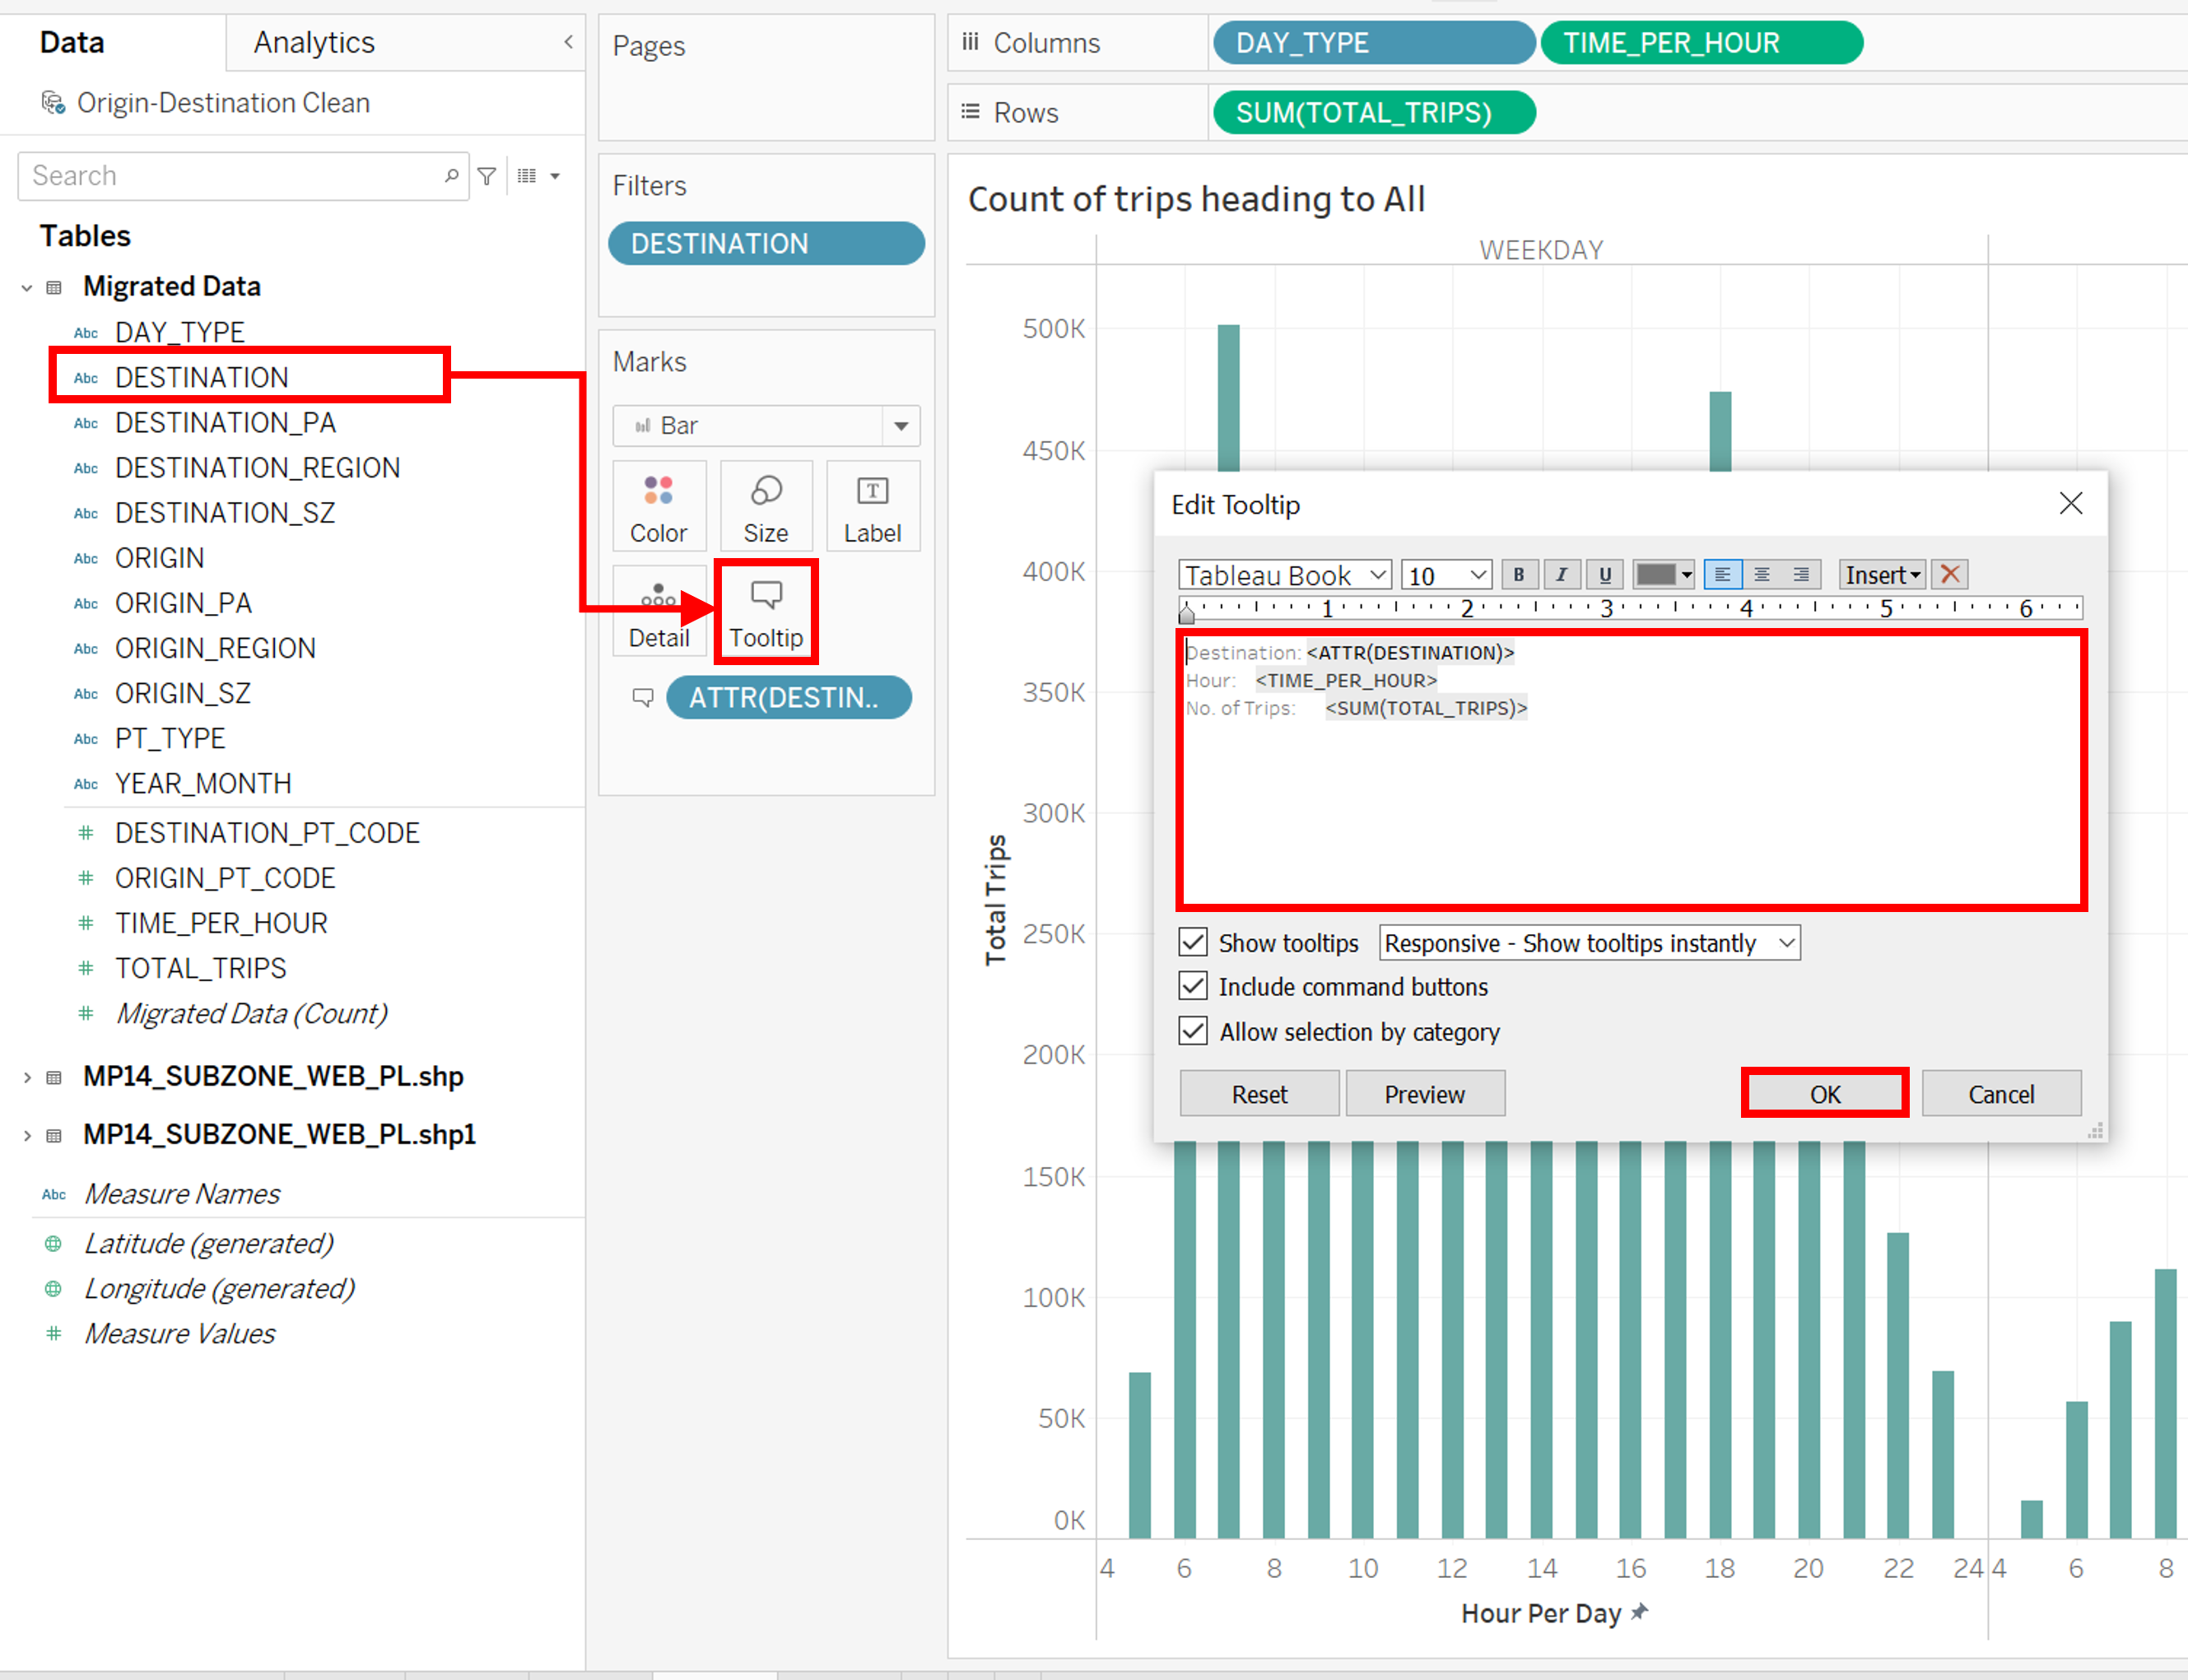 Data
Analytics
Origin-Destination Clean
Search
Tables
Migrated Data
Abc DAY_TYPE
Abc DESTINATION
Abc DESTINATION_PA
Abc DESTINATION_REGION
Abc DESTINATION_SZ
Abc ORIGIN
Abc ORIGIN_PA
Abc ORIGIN_REGION
Abc ORIGIN_SZ
Abc PT_TYPE
Abc YEAR_MONTH
# DESTINATION_PT_CODE
# ORIGIN_PT_CODE
# TIME_PER_HOUR
# TOTAL_TRIPS
# Migrated Data (Count)
MP14_SUBZONE_WEB_PL.shp
MP14_SUBZONE_WEB_PL.shp1
Abc Measure Names
Latitude (generated)
Longitude (generated)
# Measure Values
Pages
Filters
DESTINATION
Marks
Bar
Color Size Label
Detail Tooltip
ATTR(DESTIN..
Columns DAY_TYPE TIME_PER_HOUR
Rows SUM(TOTAL_TRIPS)
Count of trips heading to All
WEEKDAY
500K
450K
400K
350K
300K
250K
200K
150K
100K
50K
0K
Total Trips
4 6 8 10 12 14 16 18 20 22 24 4 6 8
Hour Per Day
Edit Tooltip
Tableau Book 10 B I U Insert
1 2 3 4 5 6
Destination: <ATTR(DESTINATION)>
Hour: <TIME_PER_HOUR>
No. of Trips: <SUM(TOTAL_TRIPS)>
Show tooltips Responsive - Show tooltips instantly
Include command buttons
Allow selection by category
Reset Preview OK Cancel